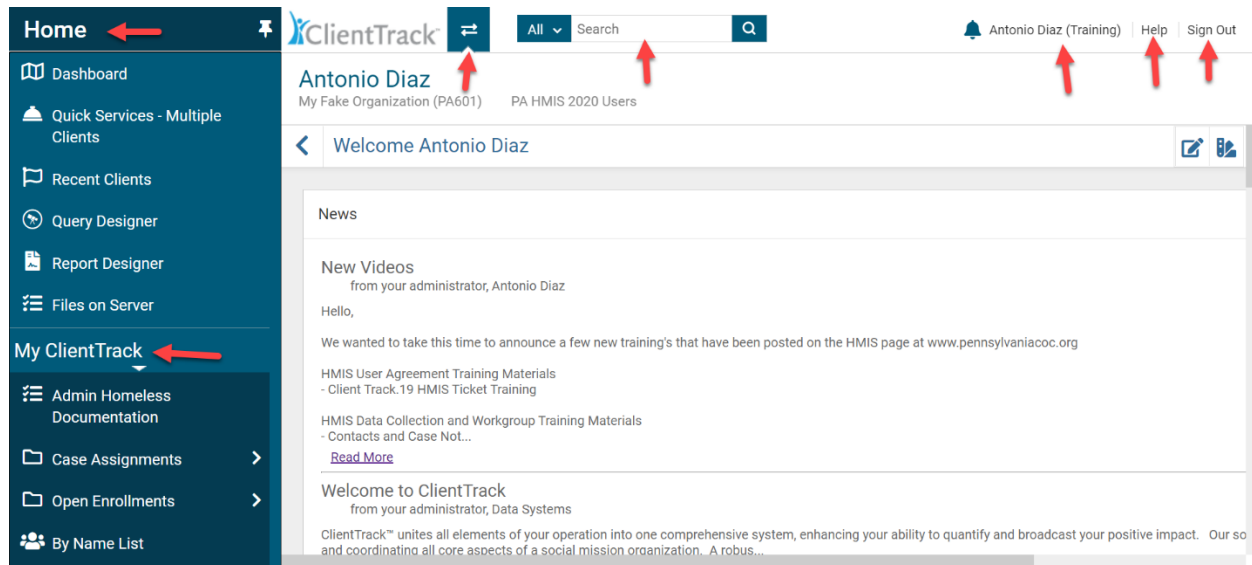 Home
Dashboard
Quick Services - Multiple
Clients
Recent Clients
Query Designer
Report Designer
Files on Server
My ClientTrack
Admin Homeless
Documentation
Case Assignments
Open Enrollments
By Name List
ClientTrack
All
Search
Antonio Diaz (Training)
Help
Sign Out
Antonio Diaz
My Fake Organization (PA601) PA HMIS 2020 Users
Welcome Antonio Diaz
News
New Videos
from your administrator, Antonio Diaz
Hello,
We wanted to take this time to announce a few new training's that have been posted on the HMIS page at www.pennsylvaniacoc.org
HMIS User Agreement Training Materials
- Client Track.19 HMIS Ticket Training
HMIS Data Collection and Workgroup Training Materials
- Contacts and Case Not...
Read More
Welcome to ClientTrack
from your administrator, Data Systems
ClientTrack™ unites all elements of your operation into one comprehensive system, enhancing your ability to quantify and broadcast your positive impact. Our so
and coordinating all core aspects of a social mission organization. A robus...